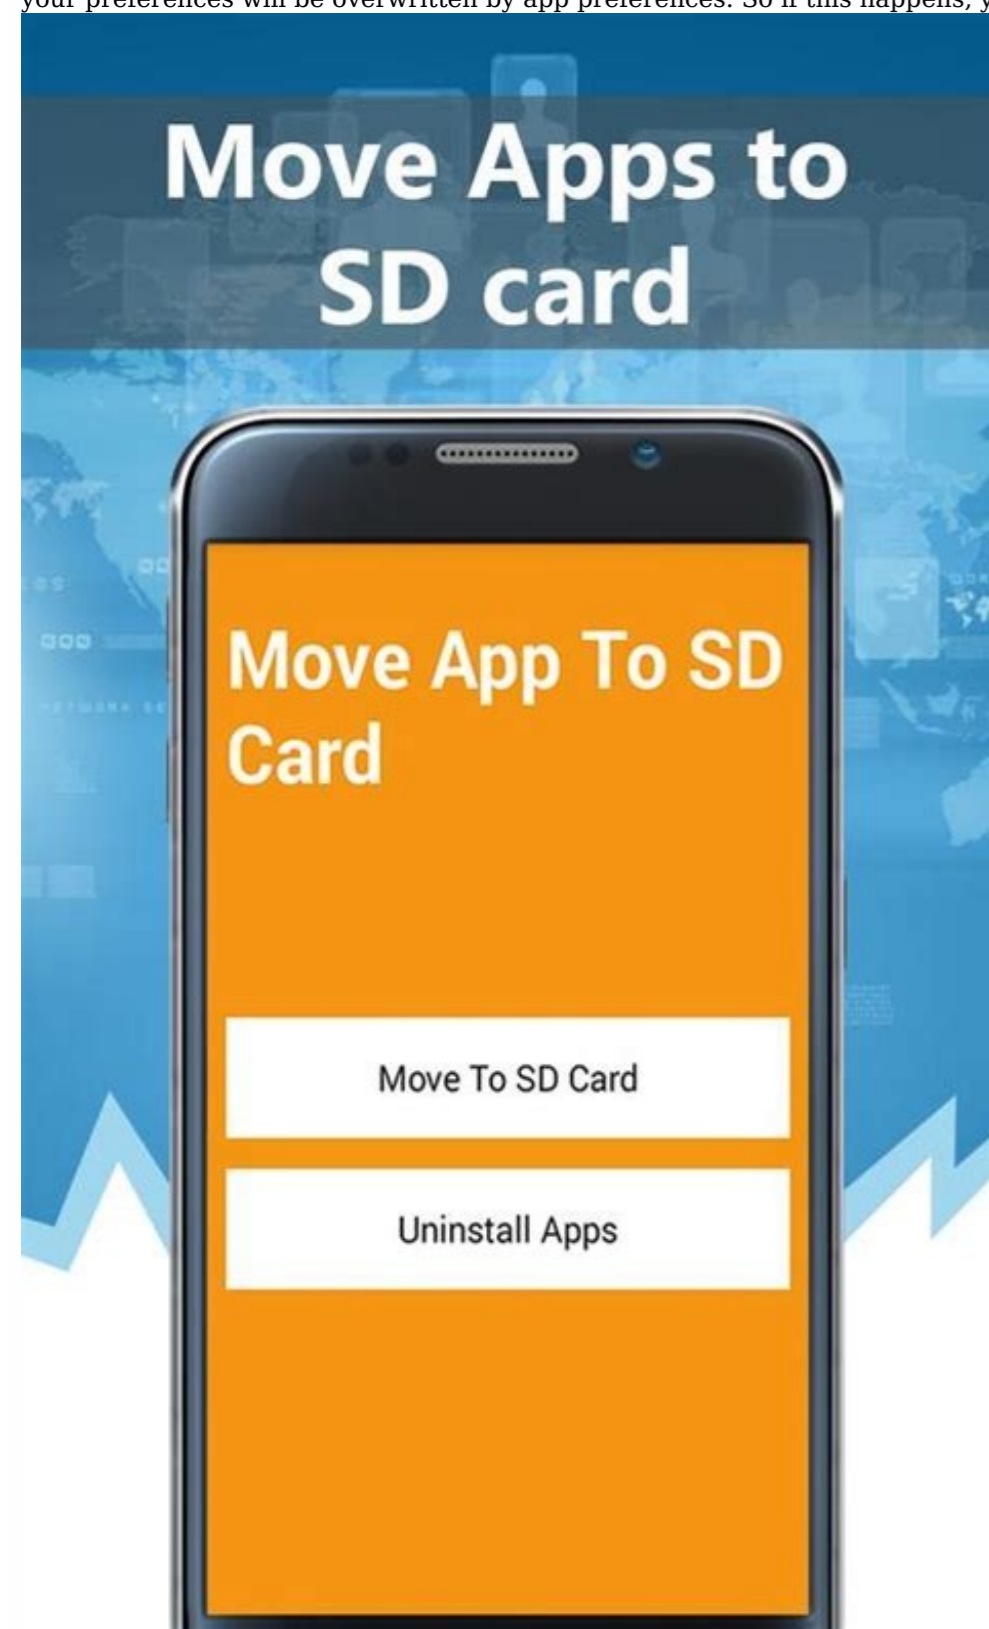 your preferences will be overwritten by app preferences. So if this happens, y
Move Apps to
SD card
Move App To SD
Card
Move To SD Card
Uninstall Apps